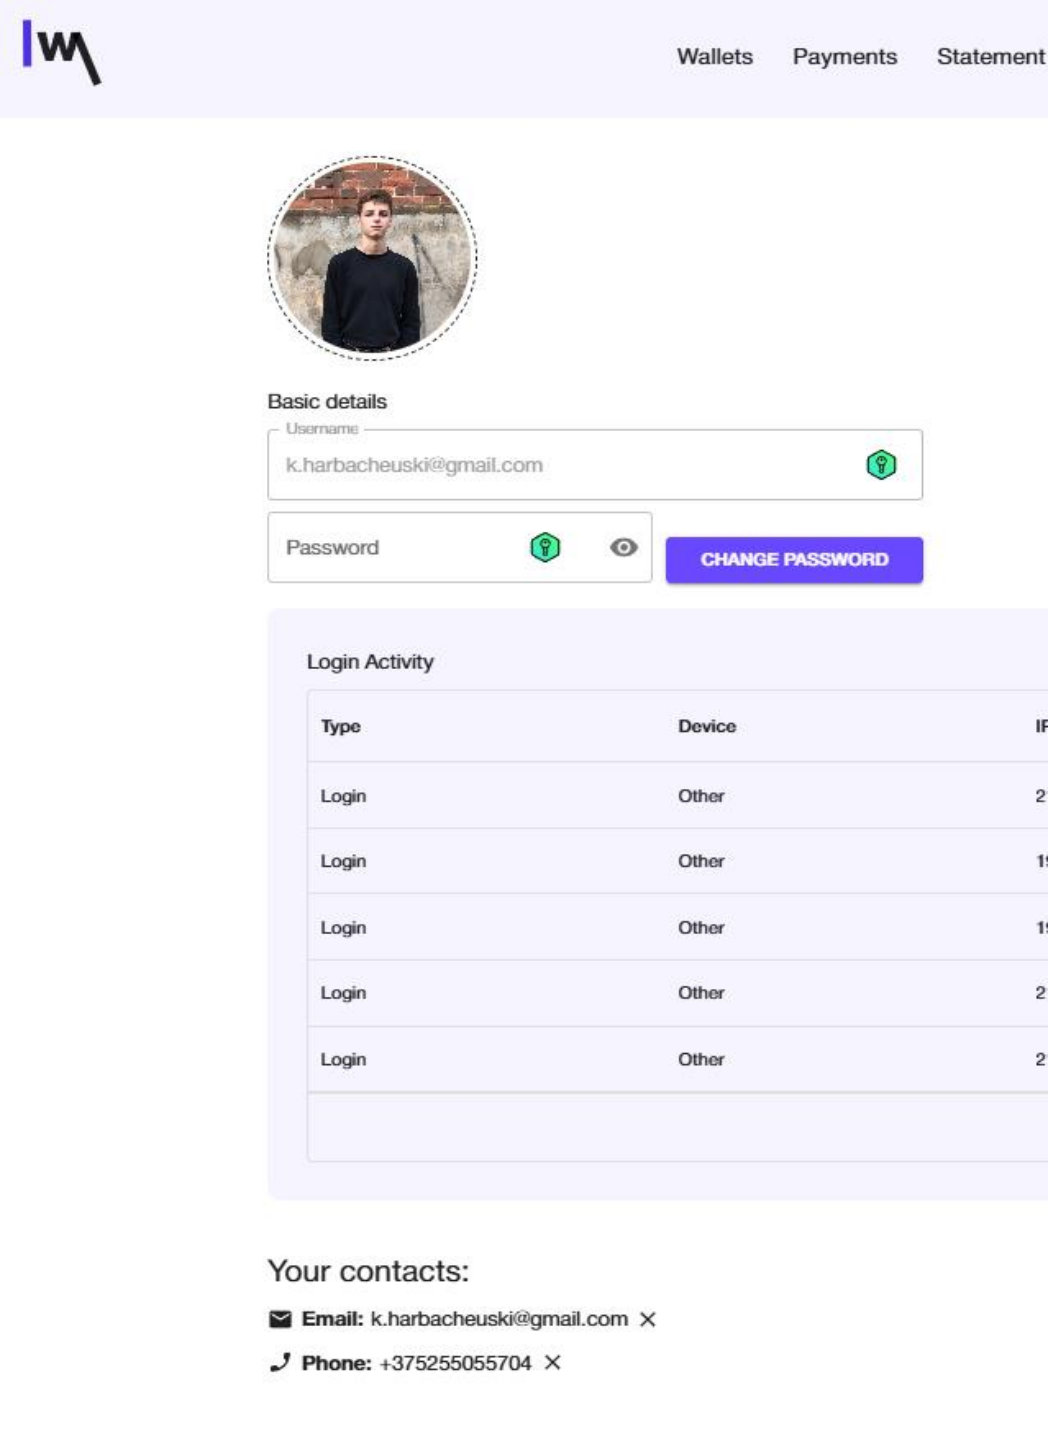 Wallets Payments Statement
Basic details
Username
k.harbacheuski@gmail.com
Password
CHANGE PASSWORD
Login Activity
Type Device
Login Other
Login Other
Login Other
Login Other
Login Other
Your contacts:
Email: k.harbacheuski@gmail.com
Phone: +375255055704